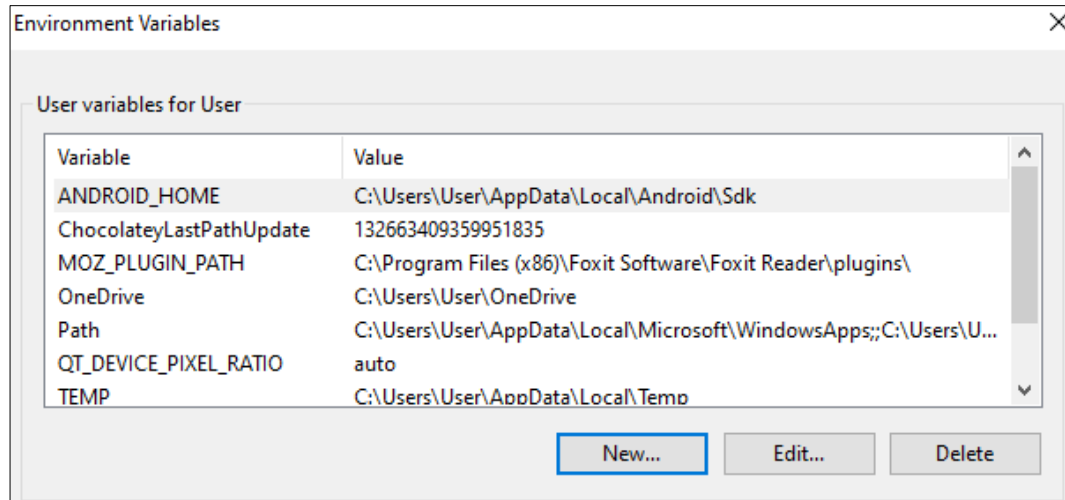 Environment Variables
User variables for User
Variable Value
ANDROID_HOME C:\Users\User\AppData\Local\Android\Sdk
ChocolateyLastPathUpdate 132663409359951835
MOZ_PLUGIN_PATH C:\Program Files (x86)\Foxit Software\Foxit Reader\plugins\
OneDrive C:\Users\User\OneDrive
Path C:\Users\User\AppData\Local\Microsoft\WindowsApps;;C:\Users\U...
QT_DEVICE_PIXEL_RATIO auto
TEMP C:\Users\User\AppData\Local\Temp
New... Edit... Delete